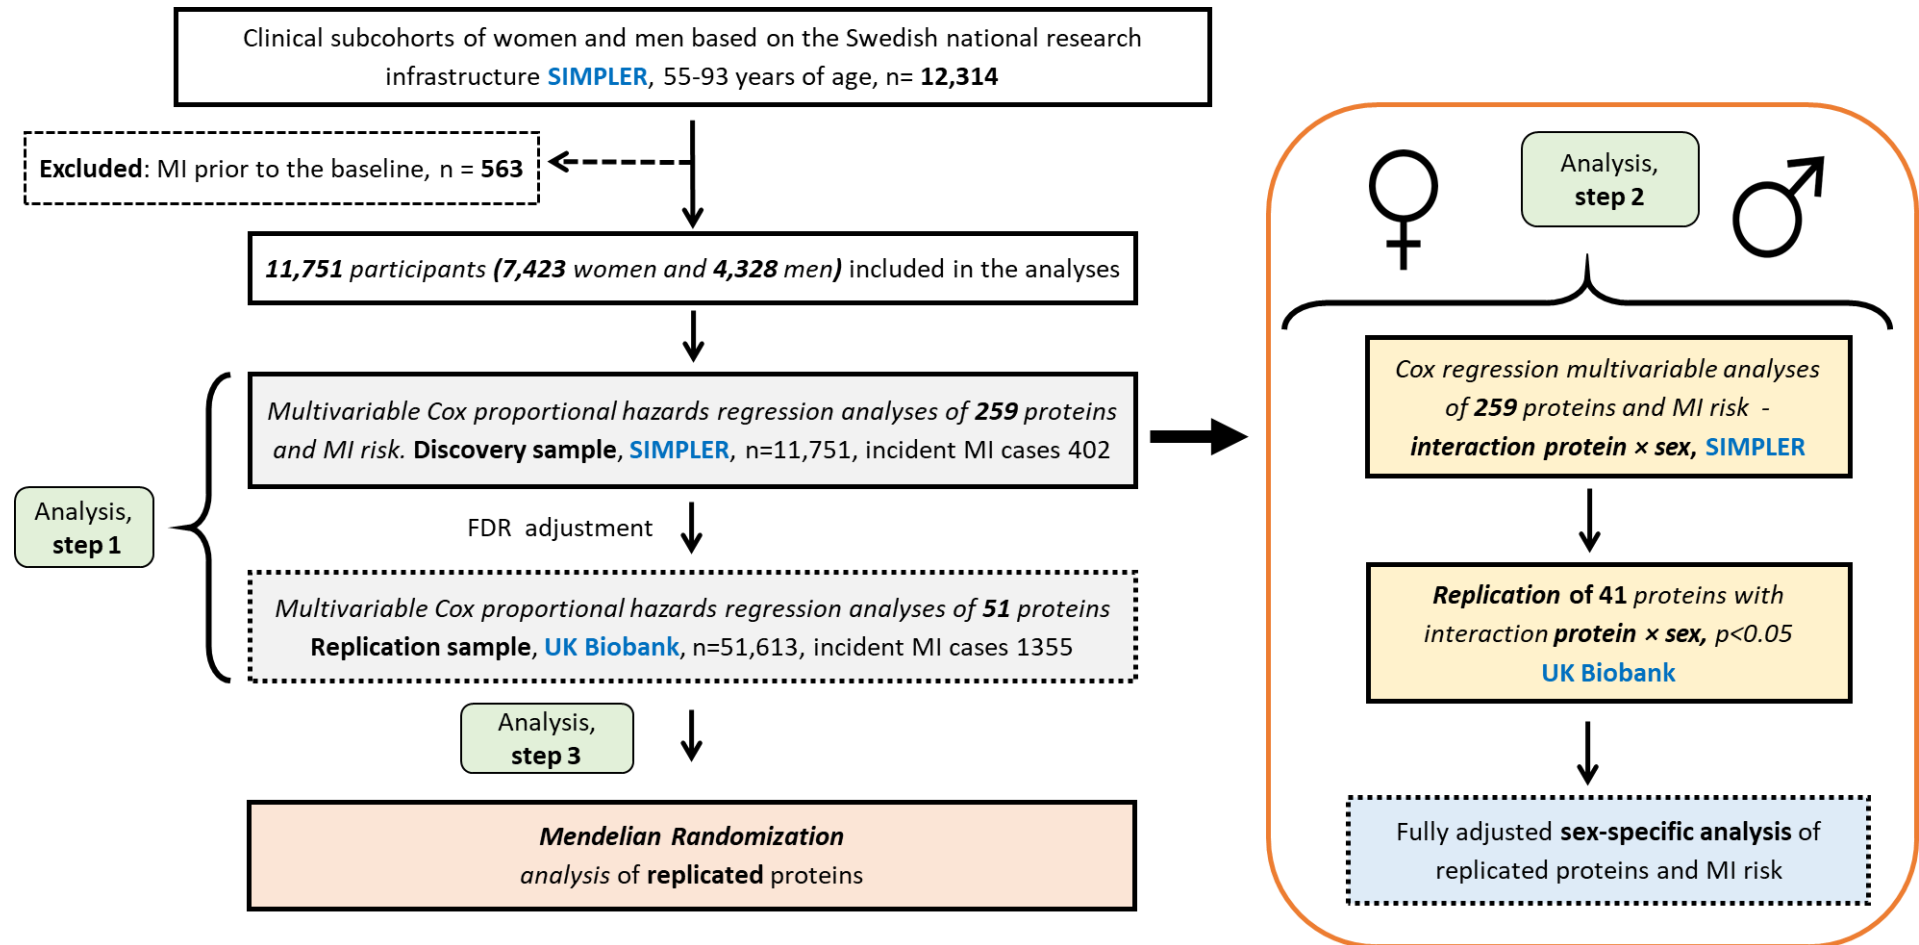 Clinical subcohorts of women and men based on the Swedish national research
infrastructure SIMPLER, 55-93 years of age, n= 12,314
Excluded: MI prior to the baseline, n = 563
11,751 participants (7,423 women and 4,328 men) included in the analyses
Multivariable Cox proportional hazards regression analyses of 259 proteins
and MI risk. Discovery sample, SIMPLER, n=11,751, incident MI cases 402
Analysis,
step 1
FDR adjustment
Multivariable Cox proportional hazards regression analyses of 51 proteins
Replication sample, UK Biobank, n=51,613, incident MI cases 1355
Analysis,
step 3
Mendelian Randomization
analysis of replicated proteins
Analysis,
step 2
Cox regression multivariable analyses
of 259 proteins and MI risk -
interaction protein × sex, SIMPLER
Replication of 41 proteins with
interaction protein × sex, p<0.05
UK Biobank
Fully adjusted sex-specific analysis of
replicated proteins and MI risk